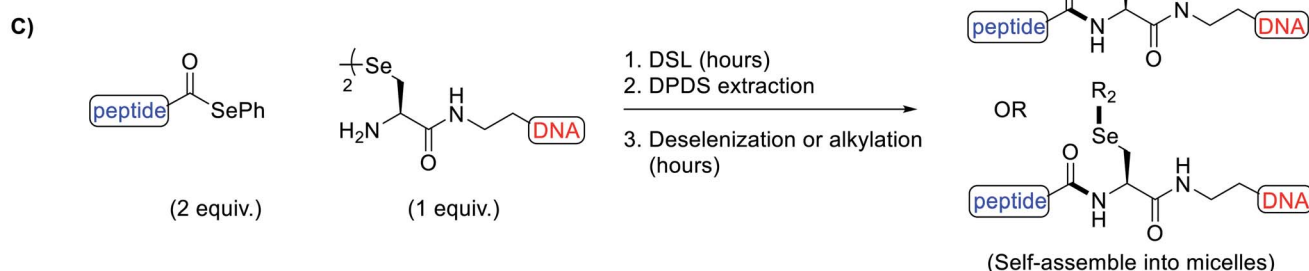 C)
peptide
N
H
O
N
DNA
O
SePh
peptide
(2 equiv.)
2
Se
H2N
O
H
N
DNA
(1 equiv.)
1. DSL (hours)
2. DPDS extraction
3. Deselenization or alkylation
(hours)
OR
R2
Se
O
peptide
N
H
O
H
N
DNA
(Self-assemble into micelles)